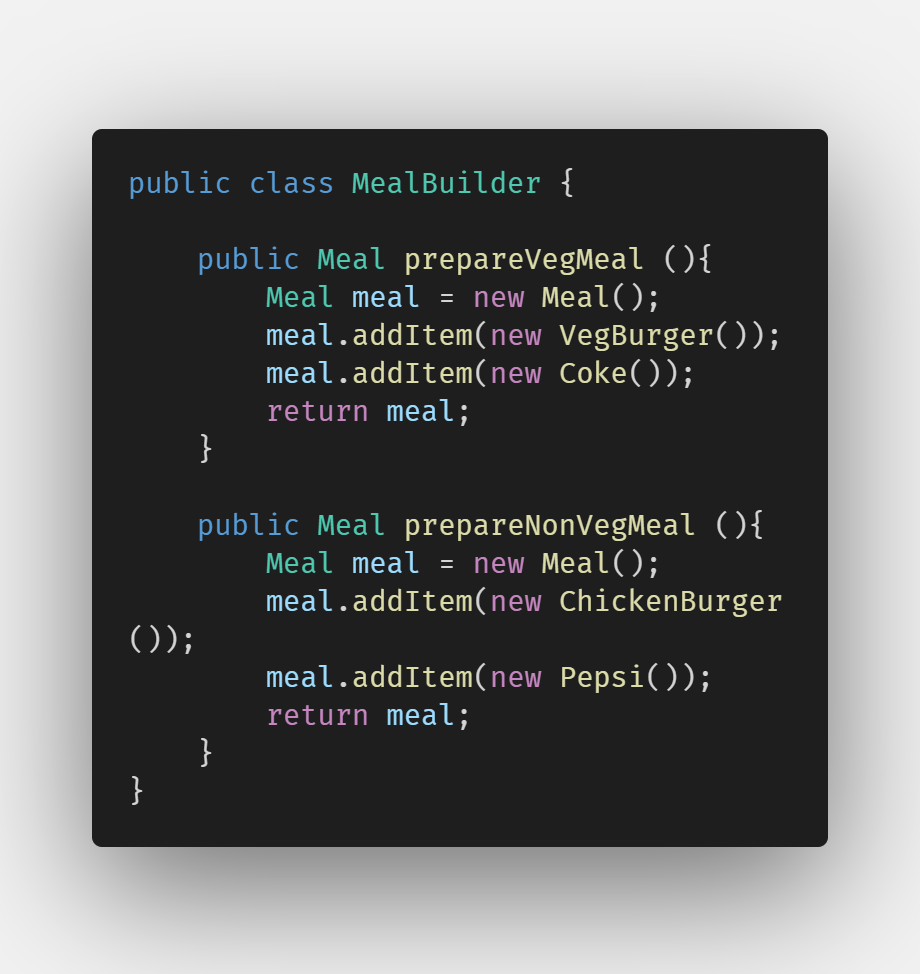 public class MealBuilder {

    public Meal prepareVegMeal (){
        Meal meal = new Meal();
        meal.addItem(new VegBurger());
        meal.addItem(new Coke());
        return meal;
    }

    public Meal prepareNonVegMeal (){
        Meal meal = new Meal();
        meal.addItem(new ChickenBurger
());
        meal.addItem(new Pepsi());
        return meal;
    }
}